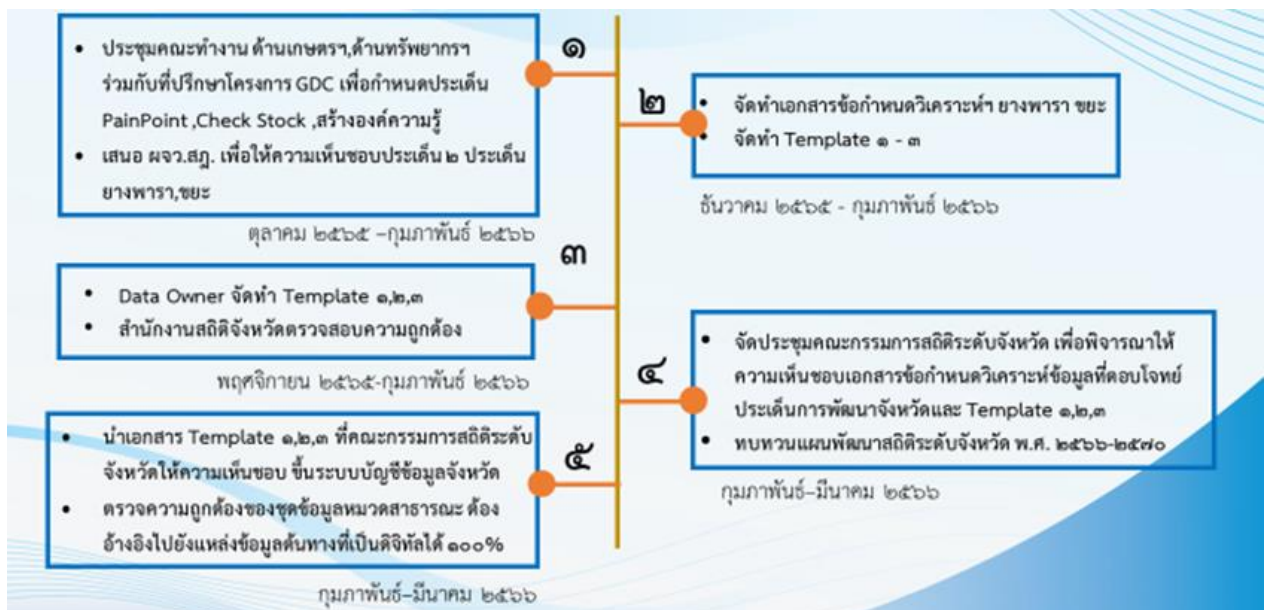 ๑
• ประชุมคณะทำงาน ด้านเกษตรฯ,ด้านทรัพยากรฯ
ร่วมกับที่ปรึกษาโครงการ GDC เพื่อกำหนดประเด็น
PainPoint ,Check Stock ,สร้างองค์ความรู้
• เสนอ ผจว.สฎ. เพื่อให้ความเห็นชอบประเด็น ๒ ประเด็น
ยางพารา,ขยะ
ตุลาคม ๒๕๖๕ –กุมภาพันธ์ ๒๕๖๖
๒
• จัดทำเอกสารข้อกำหนดวิเคราะห์ฯ ยางพารา ขยะ
• จัดทำ Template ๑ - ๓
ธันวาคม ๒๕๖๕ - กุมภาพันธ์ ๒๕๖๖
๓
• Data Owner จัดทำ Template ๑,๒,๓
• สำนักงานสถิติจังหวัดตรวจสอบความถูกต้อง
พฤศจิกายน ๒๕๖๕-กุมภาพันธ์ ๒๕๖๖
๔
• จัดประชุมคณะกรรมการสถิติระดับจังหวัด เพื่อพิจารณาให้
ความเห็นชอบเอกสารข้อกำหนดวิเคราะห์ข้อมูลที่ตอบโจทย์
ประเด็นการพัฒนาจังหวัดและ Template ๑,๒,๓
• ทบทวนแผนพัฒนาสถิติระดับจังหวัด พ.ศ. ๒๕๖๖-๒๕๗๐
กุมภาพันธ์–มีนาคม ๒๕๖๖
๕
• นำเอกสาร Template ๑,๒,๓ ที่คณะกรรมการสถิติระดับ
จังหวัดให้ความเห็นชอบ ขึ้นระบบบัญชีข้อมูลจังหวัด
• ตรวจความถูกต้องของชุดข้อมูลหมวดสาธารณะ ต้อง
อ้างอิงไปยังแหล่งข้อมูลต้นทางที่เป็นดิจิทัลได้ ๑๐๐%
กุมภาพันธ์–มีนาคม ๒๕๖๖